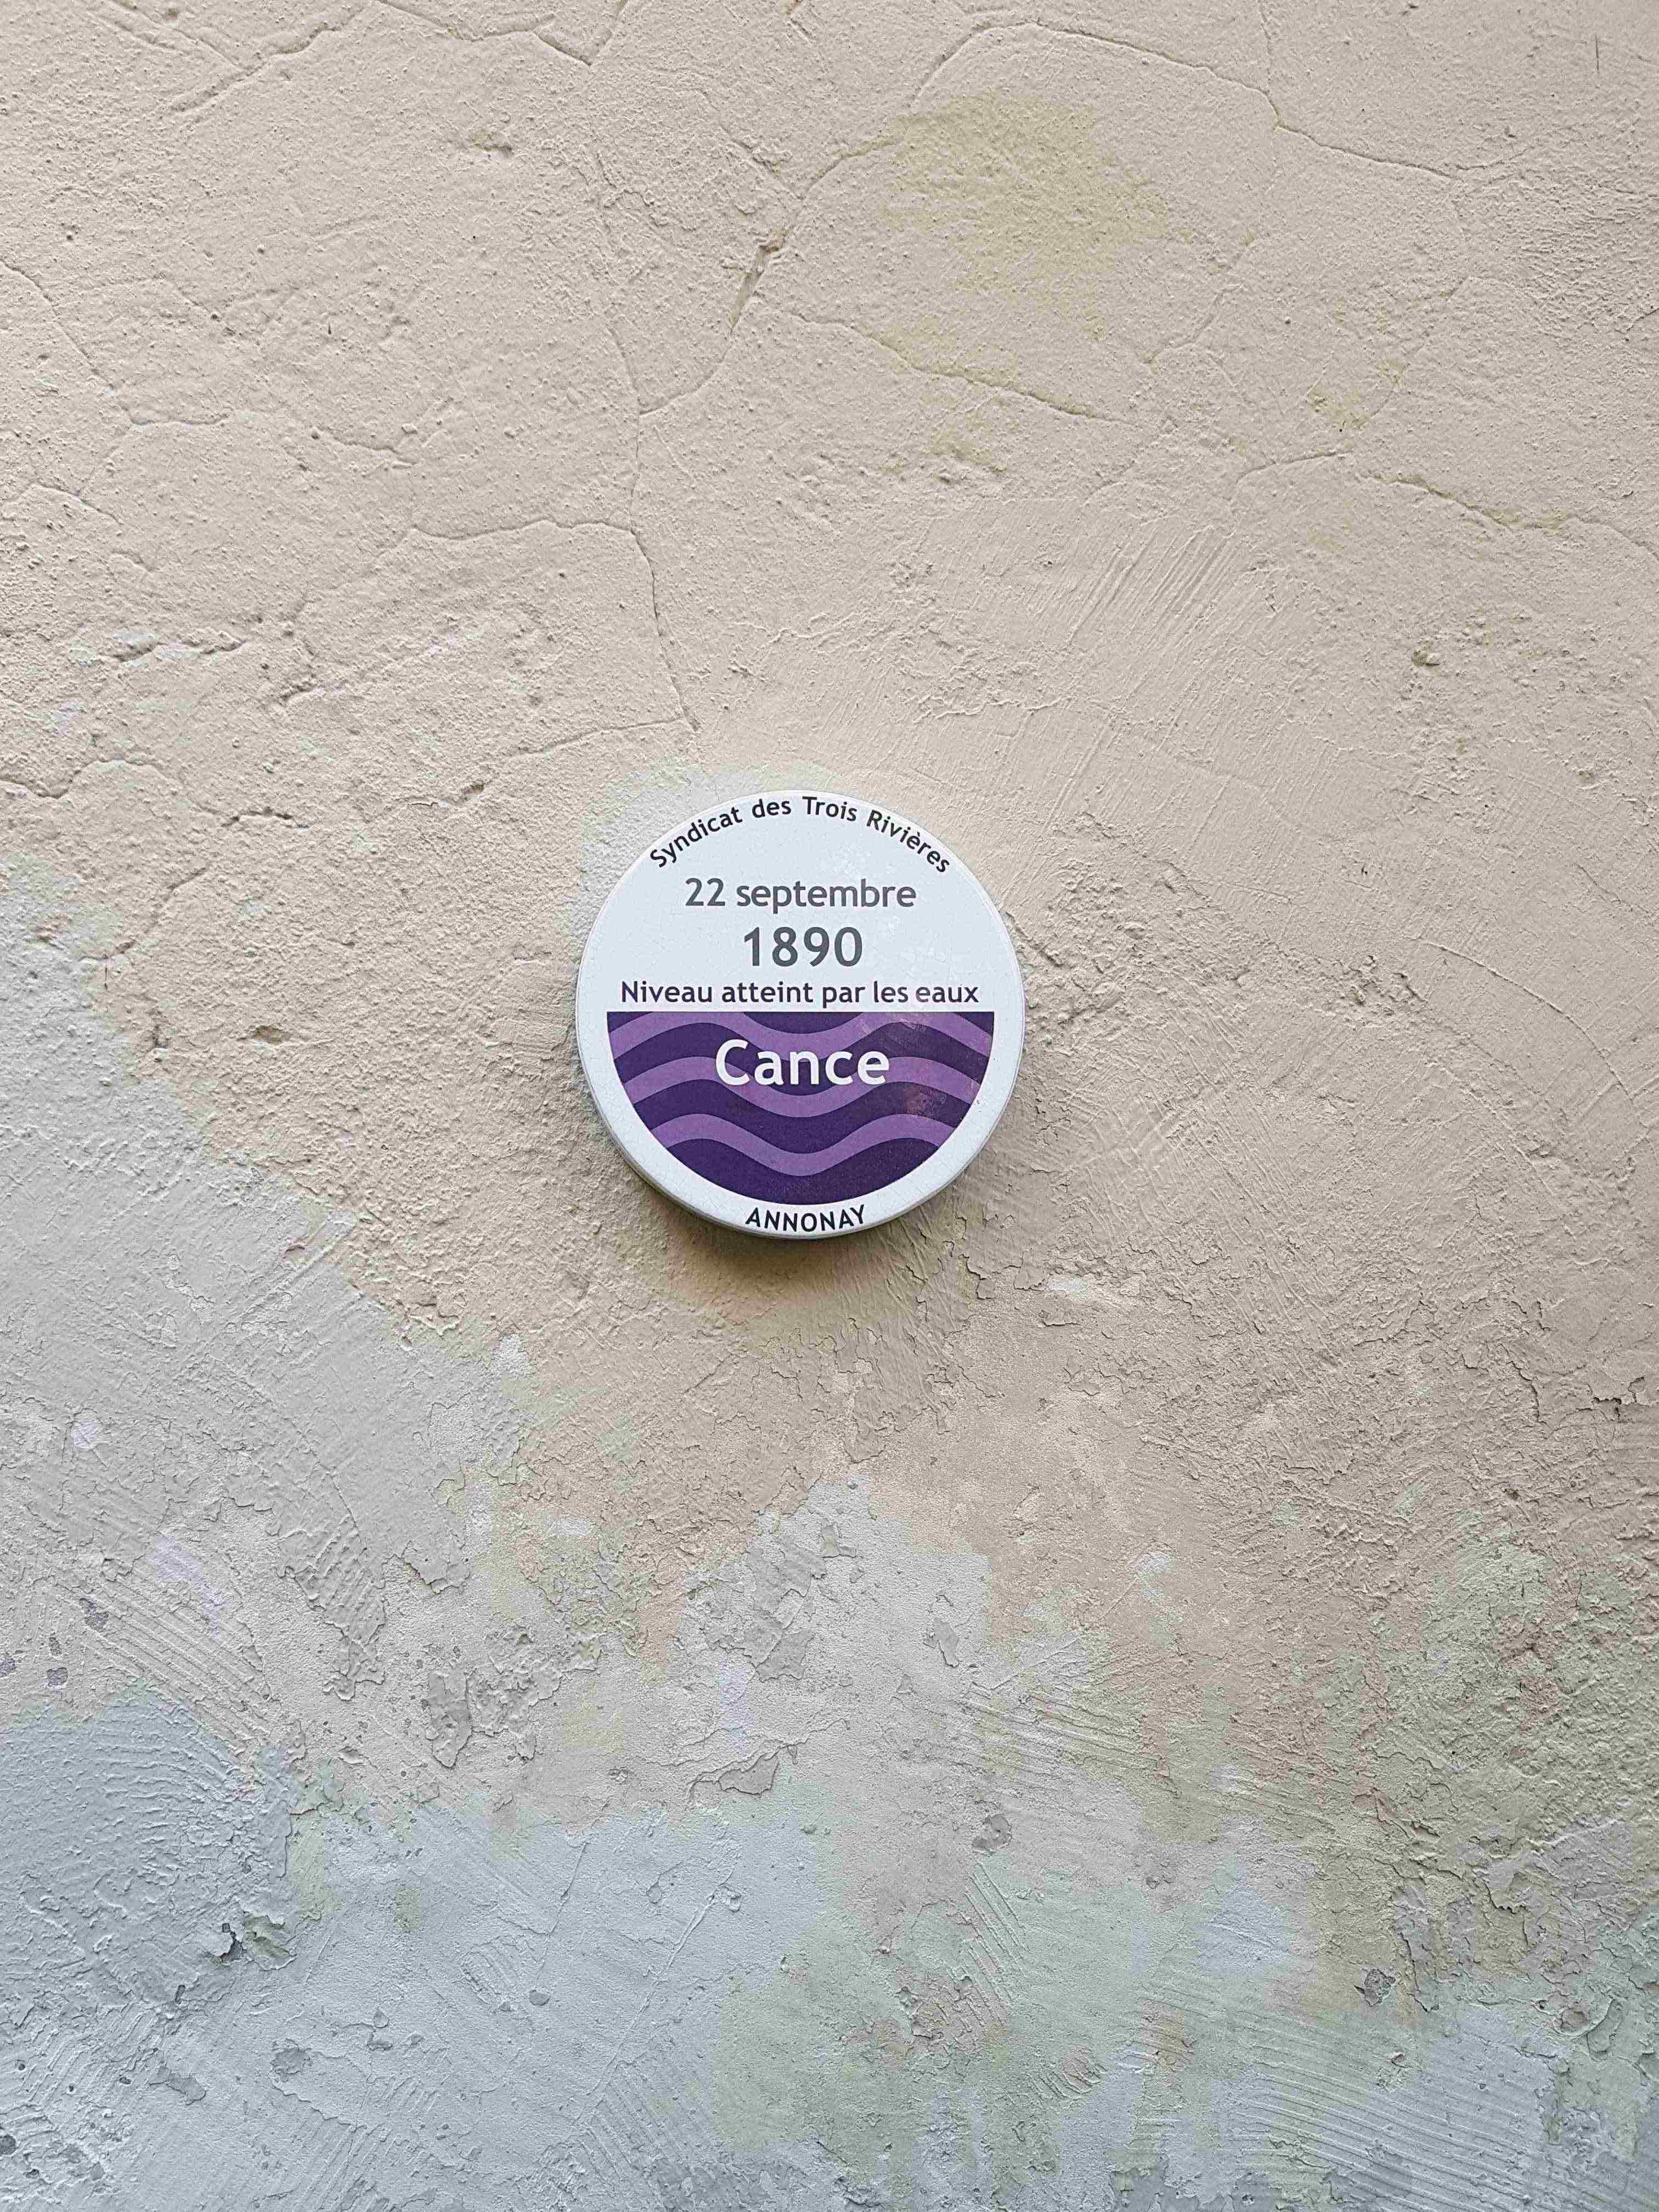 Syndicat des Trois Rivières
22 septembre
1890
Niveau atteint par les eaux
Cance
ANNONAY